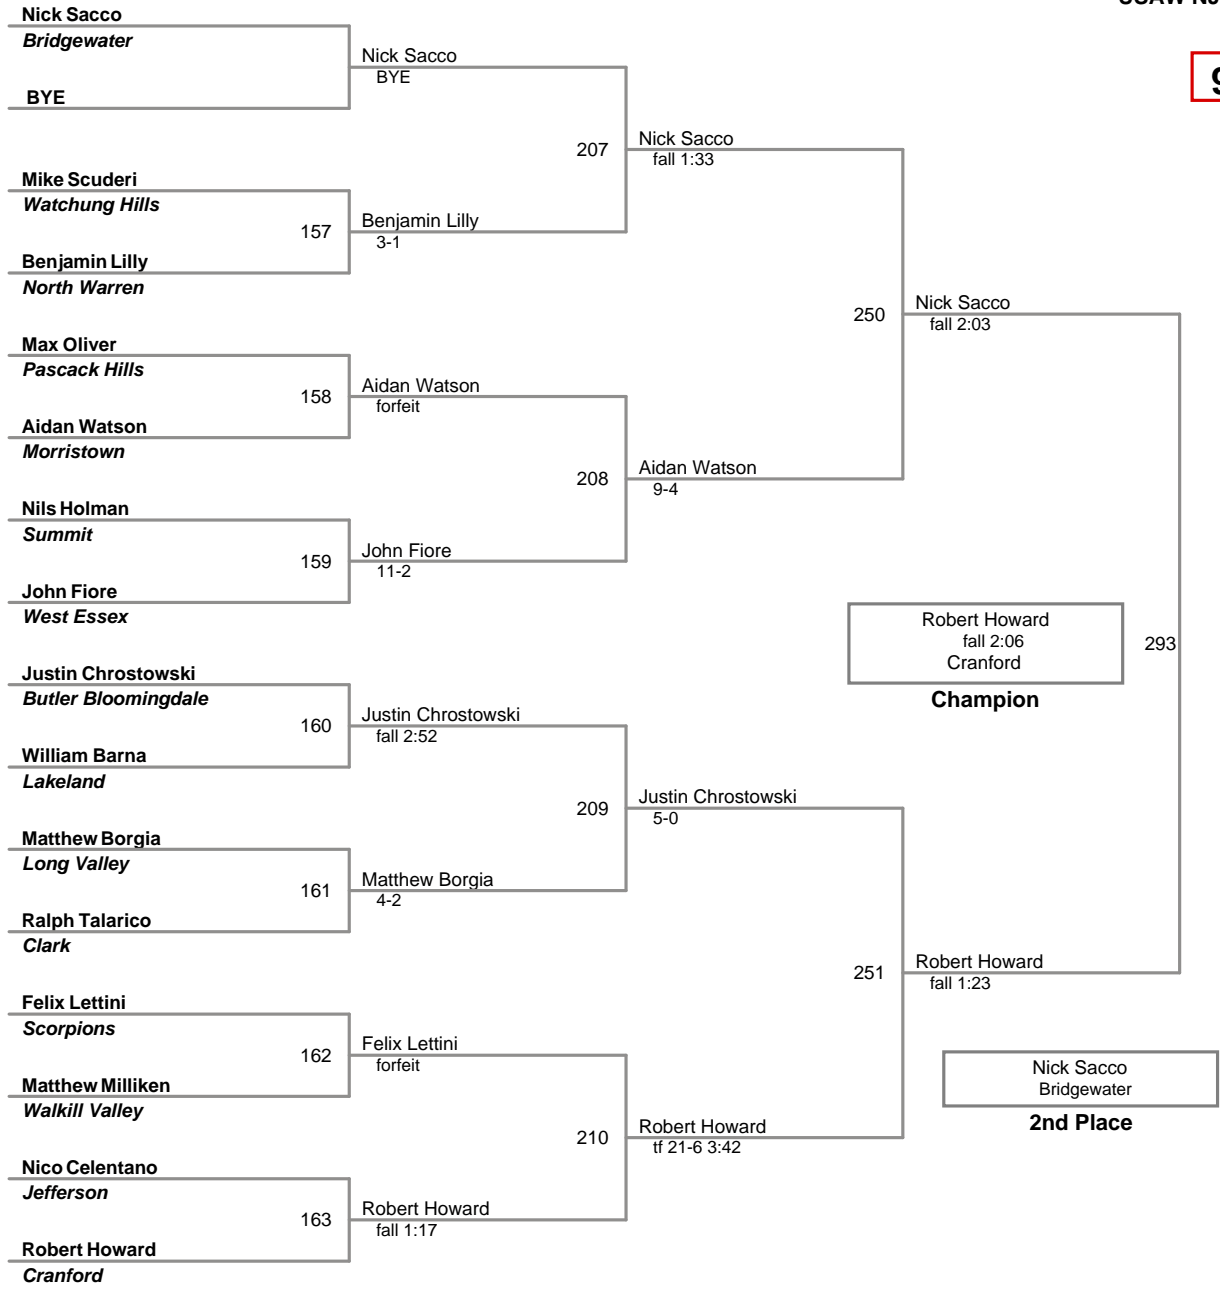 Nick Sacco
Bridgewater
BYE
Mike Scuderi
Watchung Hills
157
Benjamin Lilly
North Warren
Max Oliver
Pascack Hills
158
Aidan Watson
Morristown
Nils Holman
Summit
159
John Fiore
West Essex
Justin Chrostowski
Butler Bloomingdale
160
William Barna
Lakeland
Matthew Borgia
Long Valley
161
Ralph Talarico
Clark
Felix Lettini
Scorpions
162
Matthew Milliken
Walkill Valley
Nico Celentano
Jefferson
163
Robert Howard
Cranford
Nick Sacco
BYE
207
Benjamin Lilly
3-1
Aidan Watson
forfeit
208
John Fiore
11-2
Justin Chrostowski
fall 2:52
209
Matthew Borgia
4-2
Felix Lettini
forfeit
210
Robert Howard
fall 1:17
Nick Sacco
fall 1:33
250
Aidan Watson
9-4
Justin Chrostowski
5-0
251
Robert Howard
tf 21-6 3:42
Nick Sacco
fall 2:03
293
Robert Howard
fall 1:23
Robert Howard
fall 2:06
Cranford
Champion
Nick Sacco
Bridgewater
2nd Place